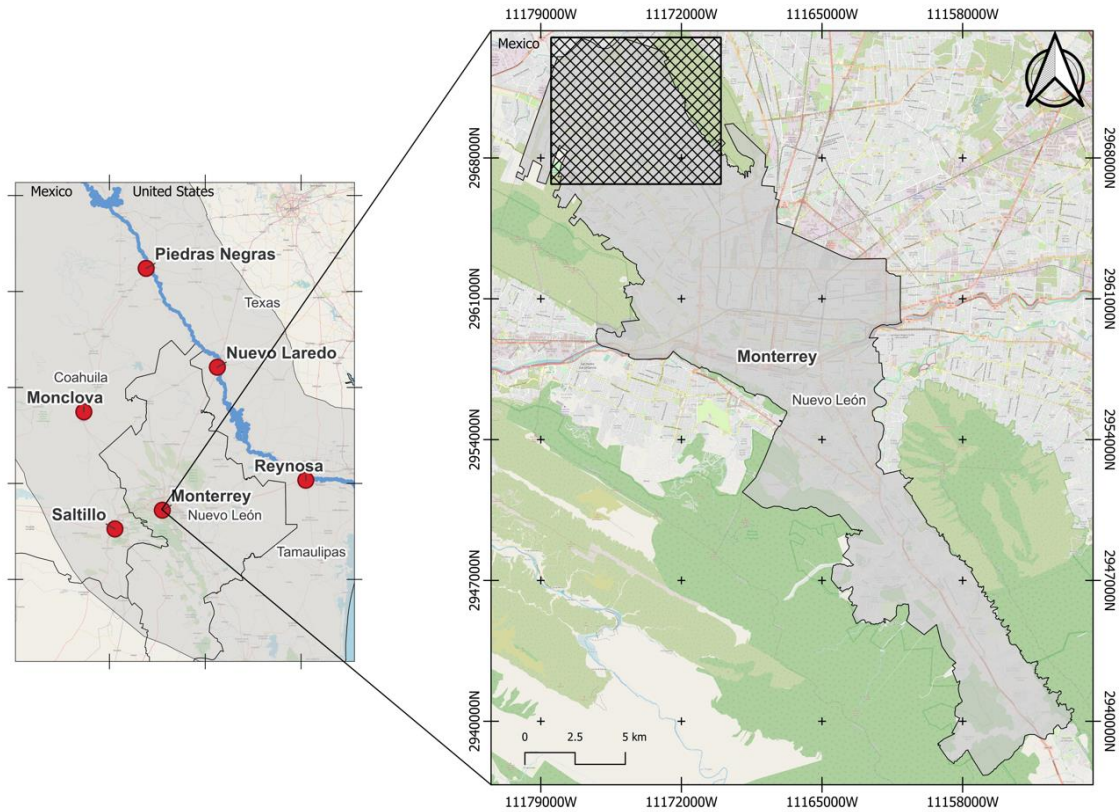 Mexico
United States
Piedras Negras
Texas
Nuevo Laredo
Coahuila
Monclova
Reynosa
Monterrey
Nuevo León
Saltillo
Tamaulipas
11179000W
11172000W
11165000W
11158000W
Mexico
2968000N
2968000N
2961000N
2961000N
Monterrey
Nuevo León
2954000N
2954000N
2947000N
2947000N
2940000N
2940000N
0
2.5
5 km
11179000W
11172000W
11165000W
11158000W